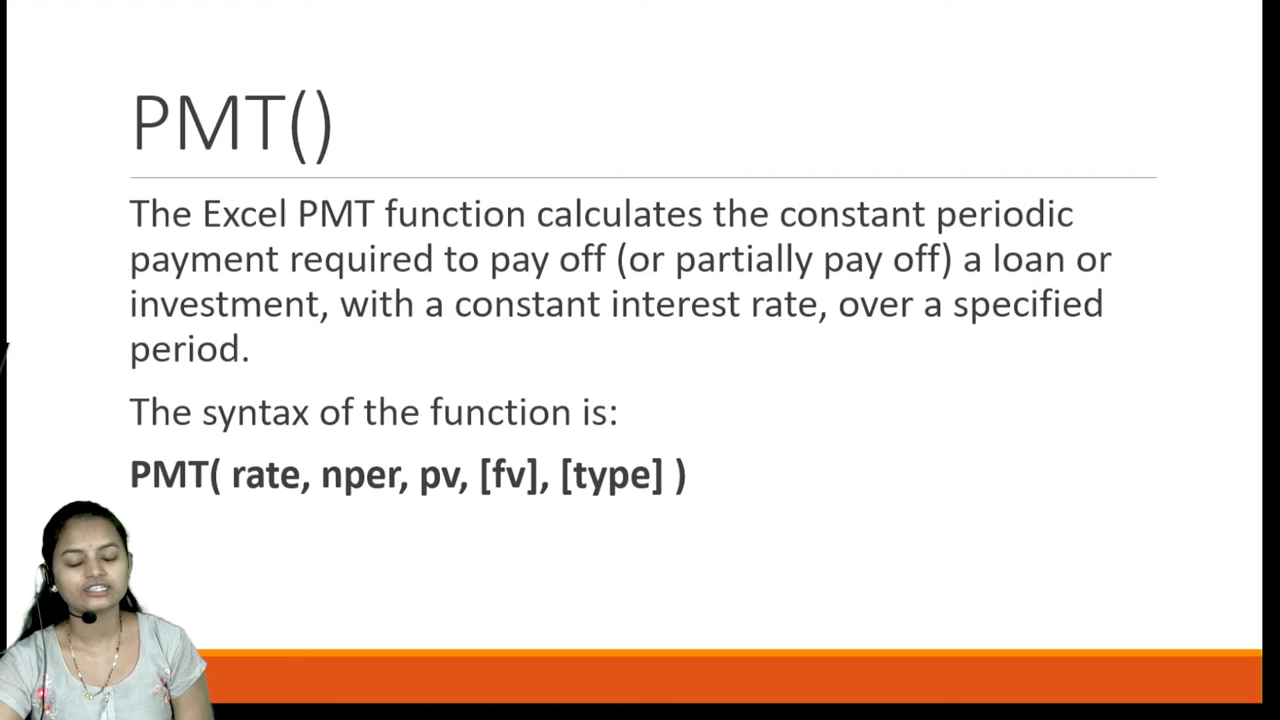 PMT()
The Excel PMT function calculates the constant periodic
payment required to pay off (or partially pay off) a loan or
investment, with a constant interest rate, over a specified
period.
The syntax of the function is:
PMT( rate, nper, pv, [fv], [type] )